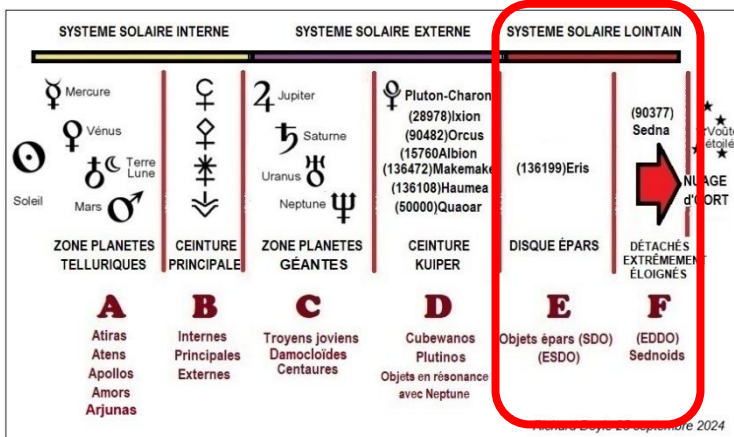 SYSTEME SOLAIRE INTERNE
SYSTEME SOLAIRE EXTERNE
SYSTEME SOLAIRE LOINTAIN
Soleil
Mercure
Vénus
Terre
Lune
Mars
Jupiter
Saturne
Uranus
Neptune
Pluton-Charon
(28978)Ixion
(90482)Orcus
(15760)Albion
(136472)Makemake
(136108)Haumea
(50000)Quaoar
(136199)Eris
(90377)
Sedna
Voûte
étoilé
NUAGE
d'OORT
ZONE PLANETES
TELLURIQUES
CEINTURE
PRINCIPALE
ZONE PLANETES
GÉANTES
CEINTURE
KUIPER
DISQUE ÉPARS
DÉTACHÉS
EXTRÊMEMENT
ÉLOIGNÉS
A
Atiras
Atens
Apollos
Amors
Arjunas
B
Internes
Principales
Externes
C
Troyens joviens
Damocloïdes
Centaures
D
Cubewanos
Plutinos
Objets en résonance
avec Neptune
E
Objets épars (SDO)
(ESDO)
F
(EDDO)
Sednoids
septembre 2024